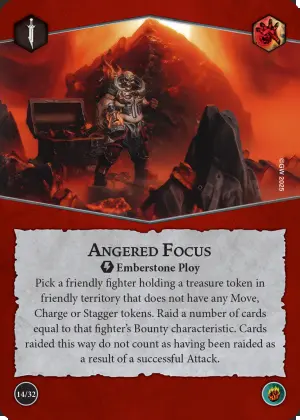 ©GW 2025
ANGERED FOCUS
Emberstone Ploy
Pick a friendly fighter holding a treasure token in
friendly territory that does not have any Move,
Charge or Stagger tokens. Raid a number of cards
equal to that fighter's Bounty characteristic. Cards
raided this way do not count as having been raided as
a result of a successful Attack.
14/32